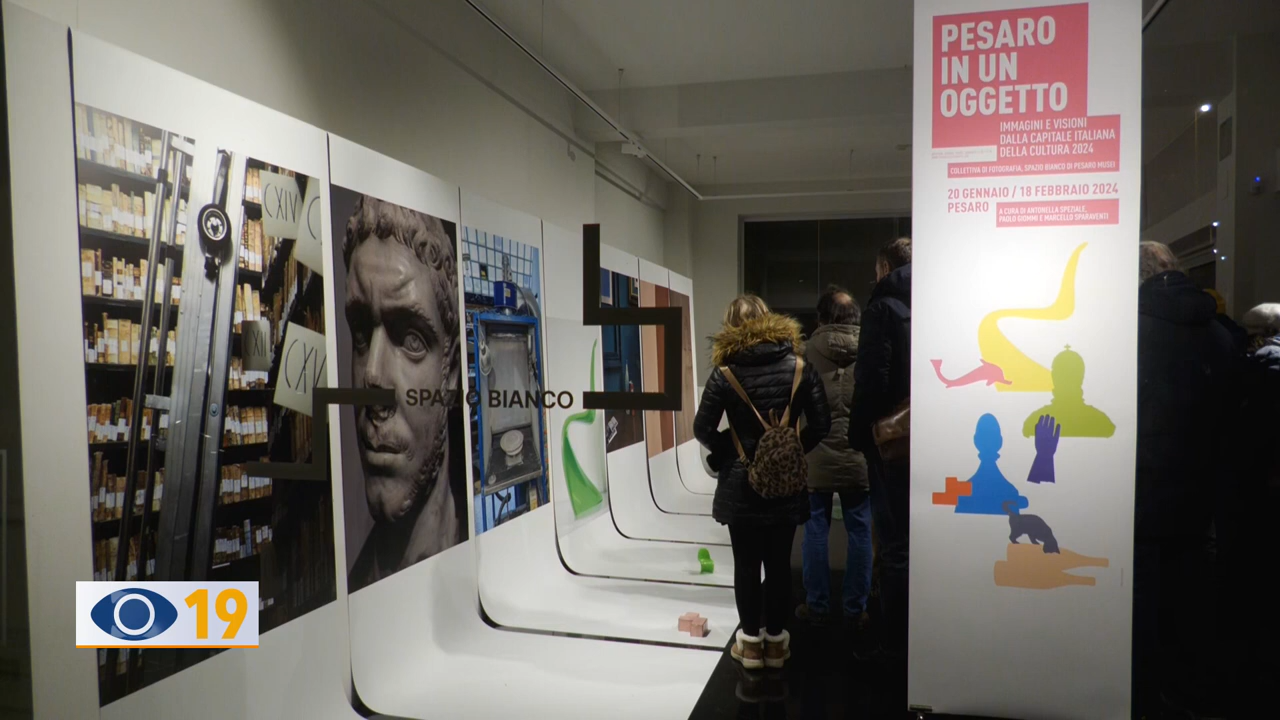 PESARO
IN UN
OGGETTO
IMMAGINI E VISIONI
DALLA CAPITALE ITALIANA
DELLA CULTURA 2024
COLLETTIVA DI FOTOGRAFIA, SPAZIO BIANCO DI PESARO MUSEI
20 GENNAIO / 18 FEBBRAIO 2024
PESARO
A CURA DI ANTONELLA SPEZIALE,
PAOLO GIOMMI E MARCELLO SPARAVENTI
SPAZIO BIANCO
CXIV
C
XII
CXV
19